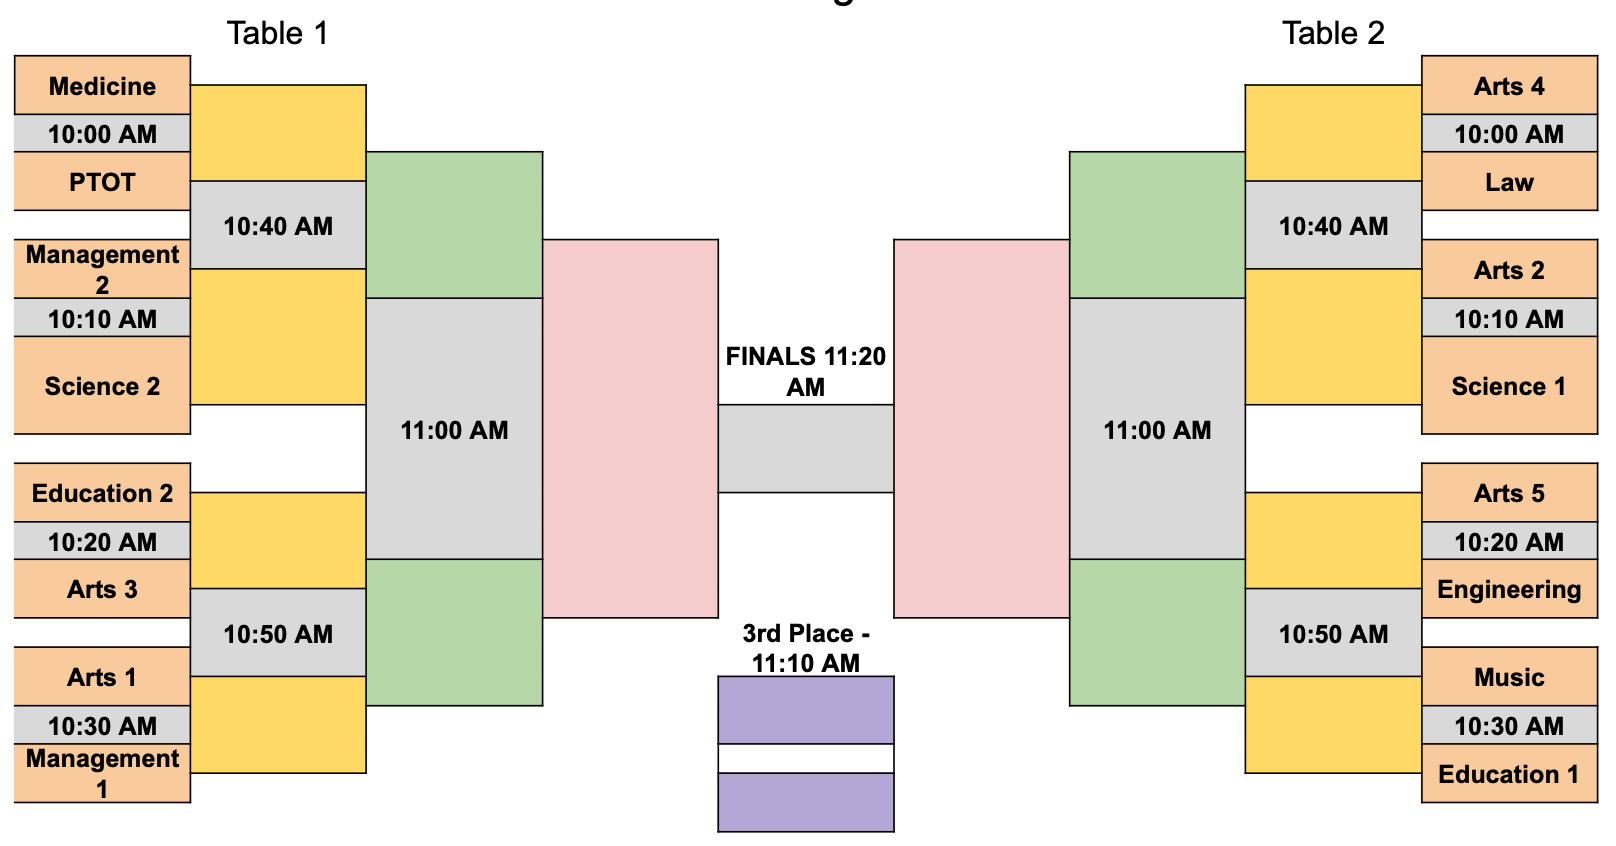 Table 1
Table 2
Medicine
10:00 AM
PTOT
10:40 AM
Management
2
10:10 AM
Science 2
11:00 AM
Education 2
10:20 AM
Arts 3
10:50 AM
Arts 1
10:30 AM
Management
1
FINALS 11:20
AM
3rd Place -
11:10 AM
Arts 4
10:00 AM
Law
10:40 AM
Arts 2
10:10 AM
Science 1
11:00 AM
Arts 5
10:20 AM
Engineering
10:50 AM
Music
10:30 AM
Education 1